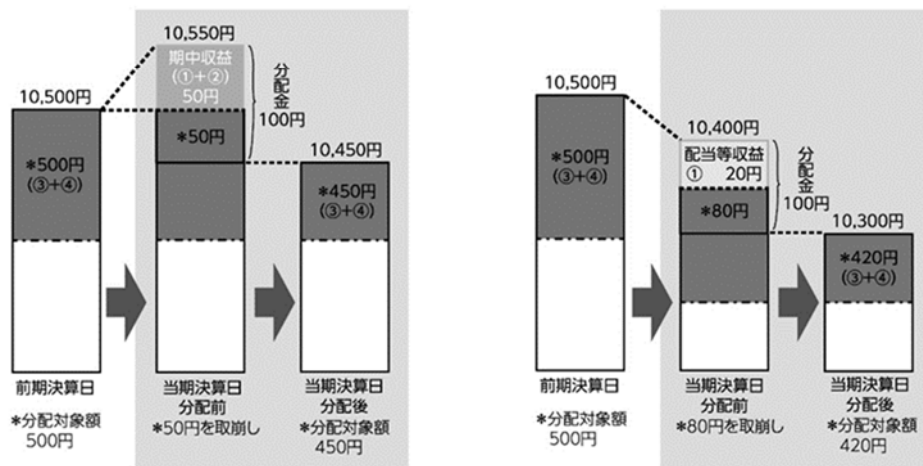 10,550円
期中収益
(①+②)
50円
分配金
100円
10,500円
*50円
10,450円
*500円
(③+④)
*450円
(③+④)
前期決算日
当期決算日
分配前
当期決算日
分配後
*分配対象額
500円
*50円を取崩し
*分配対象額
450円
10,500円
10,400円
配当等収益
① 20円
分配金
100円
*500円
(③+④)
*80円
10,300円
*420円
(③+④)
前期決算日
当期決算日
分配前
当期決算日
分配後
*分配対象額
500円
*80円を取崩し
*分配対象額
420円